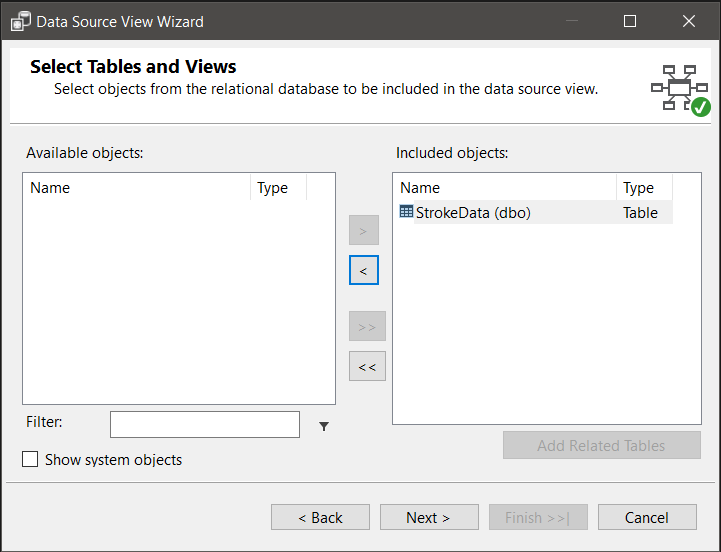 Data Source View Wizard
Select Tables and Views
Select objects from the relational database to be included in the data source view.
Available objects:
Name Type
>
<
>>
<<
Included objects:
Name Type
StrokeData (dbo) Table
Filter:
Show system objects
Add Related Tables
< Back Next > Finish >>| Cancel